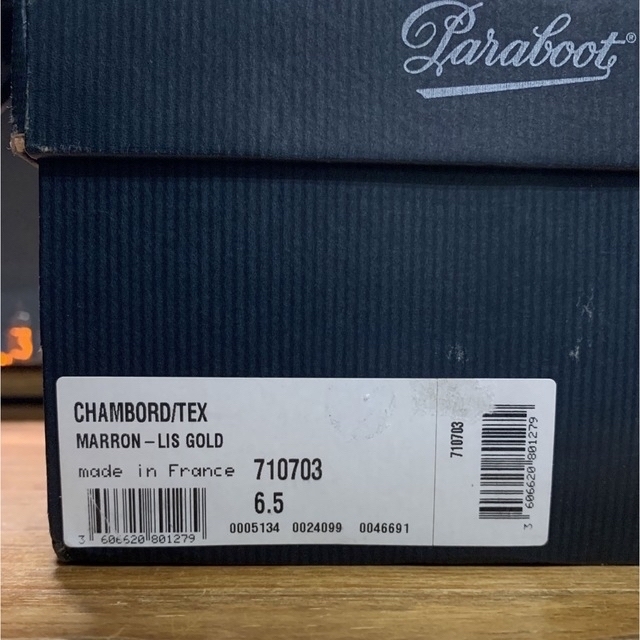 Paraboot®
CHAMBORD/TEX
MARRON–LIS GOLD
made in France 710703
6.5
3 606620 801279
0005134 0024099 0046691
710703
3 606620 801279